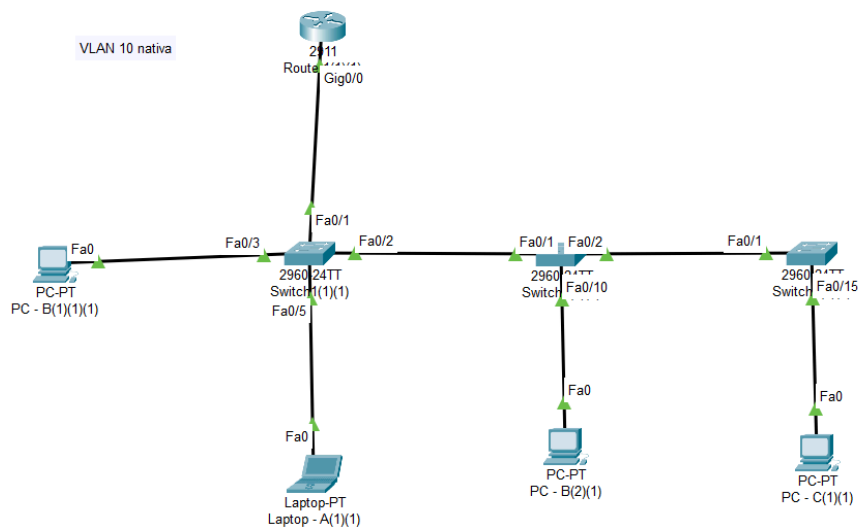 VLAN 10 nativa
2911
Gig0/0
Fa0/1
Fa0
Fa0/3
Fa0/2
Fa0/1
Fa0/2
Fa0/1
PC-PT
PC - B(1)(1)(1)
2960-24TT
Switch1(1)(1)
Fa0/5
Fa0/10
Fa0/15
Fa0
Fa0
Fa0
Laptop-PT
Laptop - A(1)(1)
PC-PT
PC - B(2)(1)
PC-PT
PC - C(1)(1)